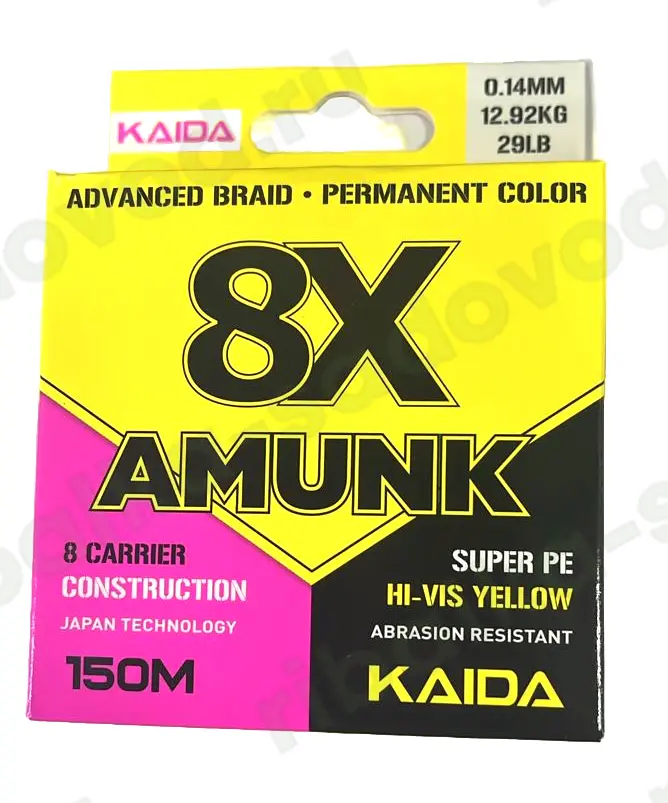 KAIDA
0.14MM
12.92KG
29LB
ADVANCED BRAID • PERMANENT COLOR
8X
AMUNK
8 CARRIER
CONSTRUCTION
JAPAN TECHNOLOGY
150M
SUPER PE
HI-VIS YELLOW
ABRASION RESISTANT
KAIDA